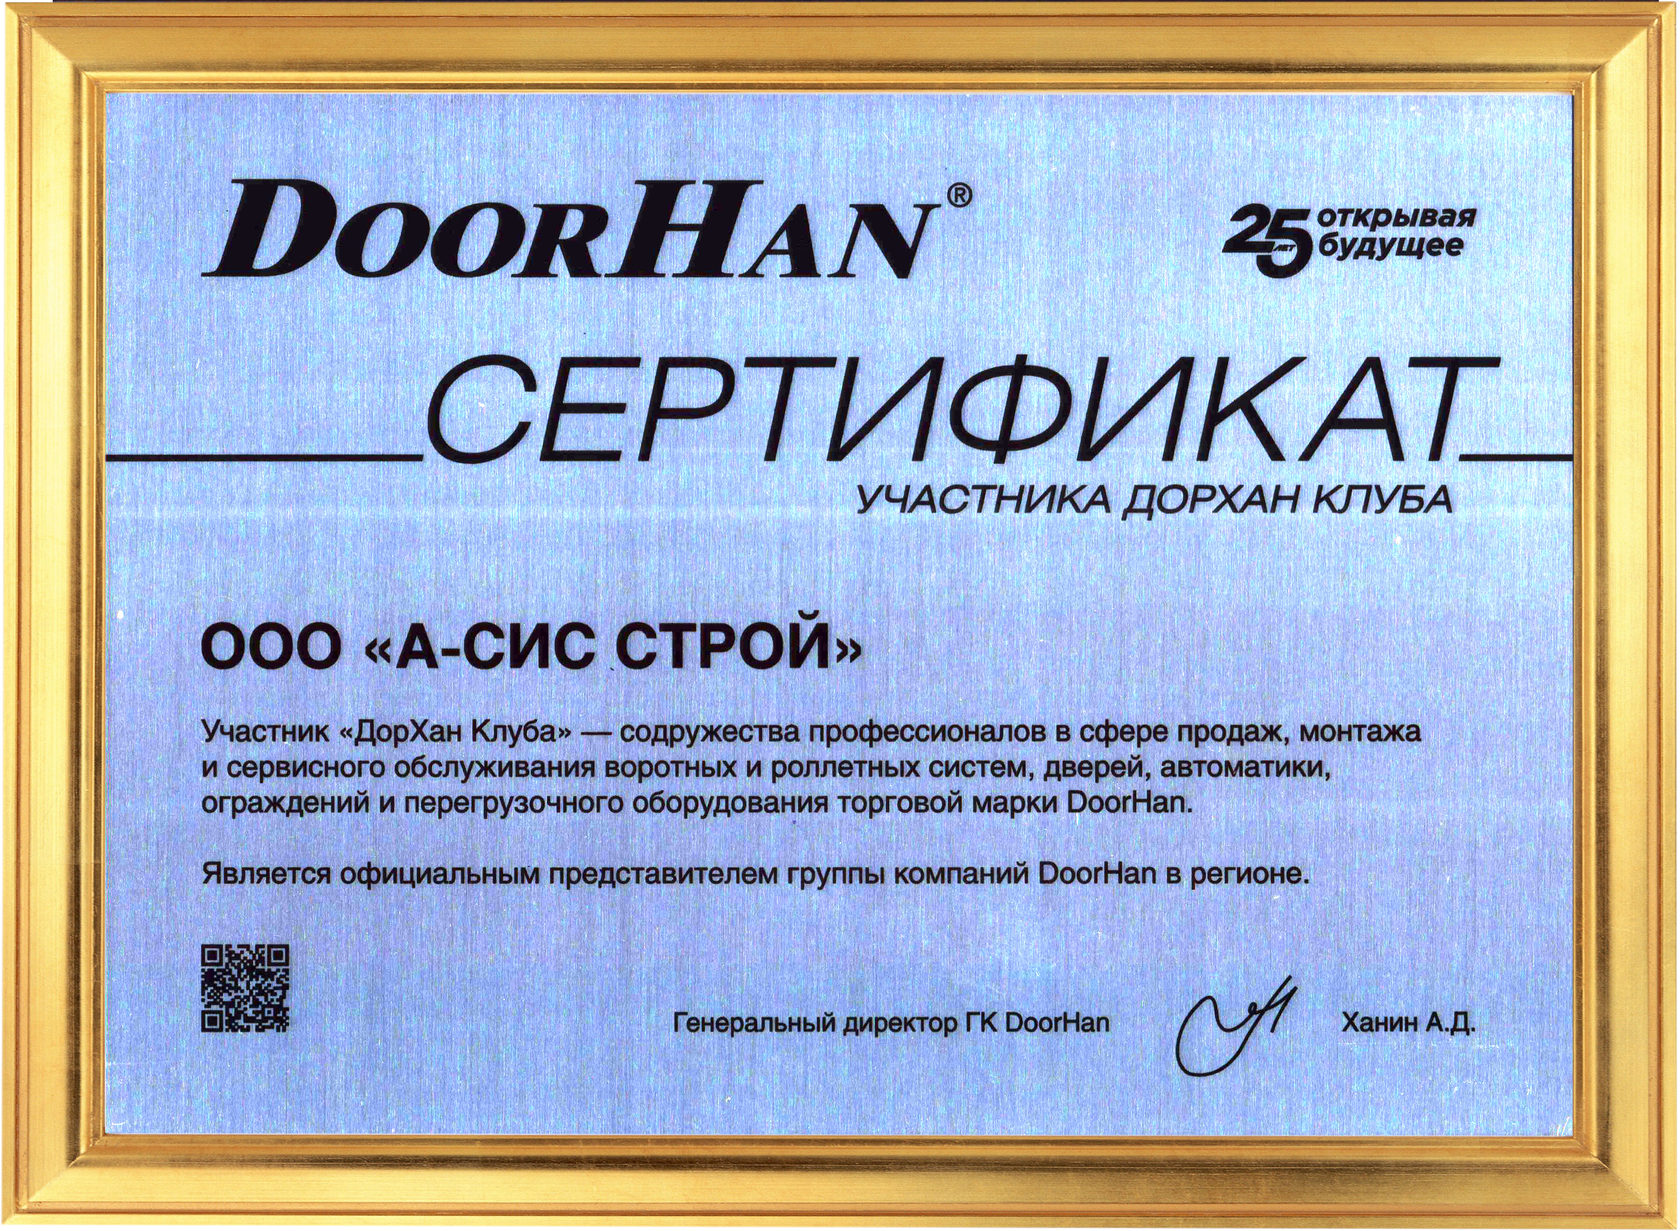 DOORHAN®
25 ЛЕТ открывая
будущее
СЕРТИФИКАТ
УЧАСТНИКА ДОРХАН КЛУБА
ООО «А-СИС СТРОЙ»
Участник «ДорХан Клуба» — содружества профессионалов в сфере продаж, монтажа
и сервисного обслуживания воротных и роллетных систем, дверей, автоматики,
ограждений и перегрузочного оборудования торговой марки DoorHan.
Является официальным представителем группы компаний DoorHan в регионе.
Генеральный директор ГК DoorHan Ханин А.Д.